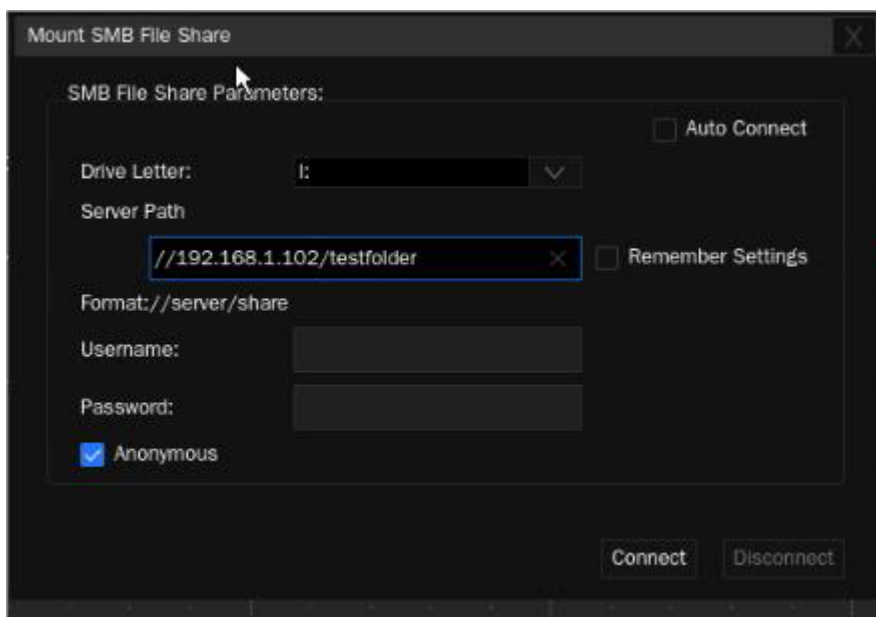 Mount SMB File Share
X
SMB File Share Parameters:
Auto Connect
Drive Letter: I:
Server Path
//192.168.1.102/testfolder
Remember Settings
Format://server/share
Username:
Password:
Anonymous
Connect Disconnect